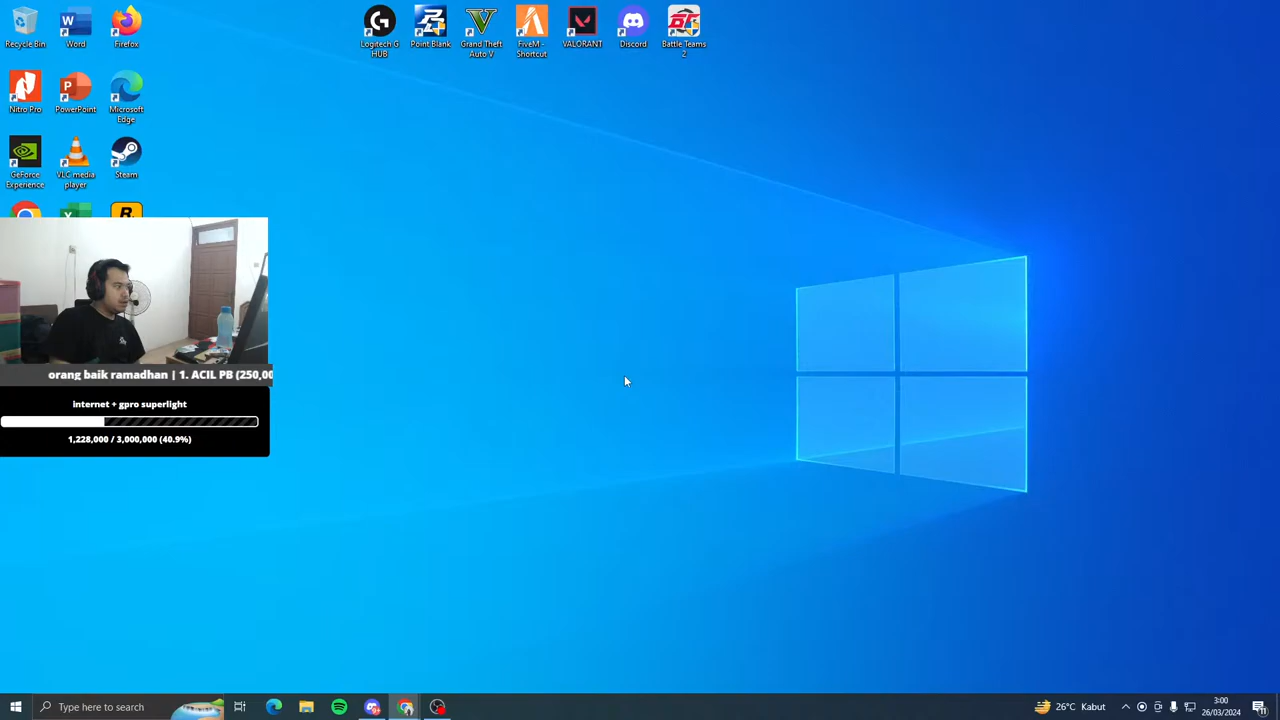 Recycle Bin
Word
Firefox
Logitech G
HUB
Point Blank
Grand Theft
Auto V
FiveM -
Shortcut
VALORANT
Discord
Battle Teams
2
Nitro Pro
PowerPoint
Microsoft
Edge
GeForce
Experience
VLC media
player
Steam
orang baik ramadhan | 1. ACIL PB (250,00
internet + gpro superlight
1,228,000 / 3,000,000 (40.9%)
Type here to search
26°C Kabut
3:00
26/03/2024